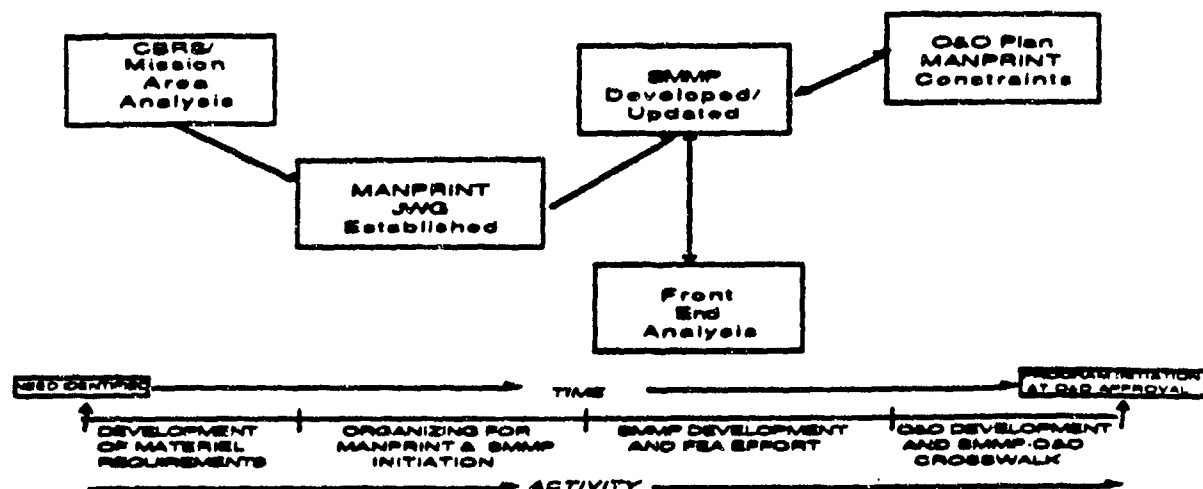 CBRS/
Mission
Area
Analysis
MANPRINT
JWG
Established
SMMP
Developed/
Updated
O&O Plan
MANPRINT
Constraints
Front
End
Analysis
NEED IDENTIFIED
TIME
PROGRAM INITIATION
AT O&O APPROVAL
DEVELOPMENT
OF MATERIEL
REQUIREMENTS
ORGANIZING FOR
MANPRINT & SMMP
INITIATION
SMMP DEVELOPMENT
AND FEA EFFORT
O&O DEVELOPMENT
AND SMMP-O&O
CROSSWALK
ACTIVITY